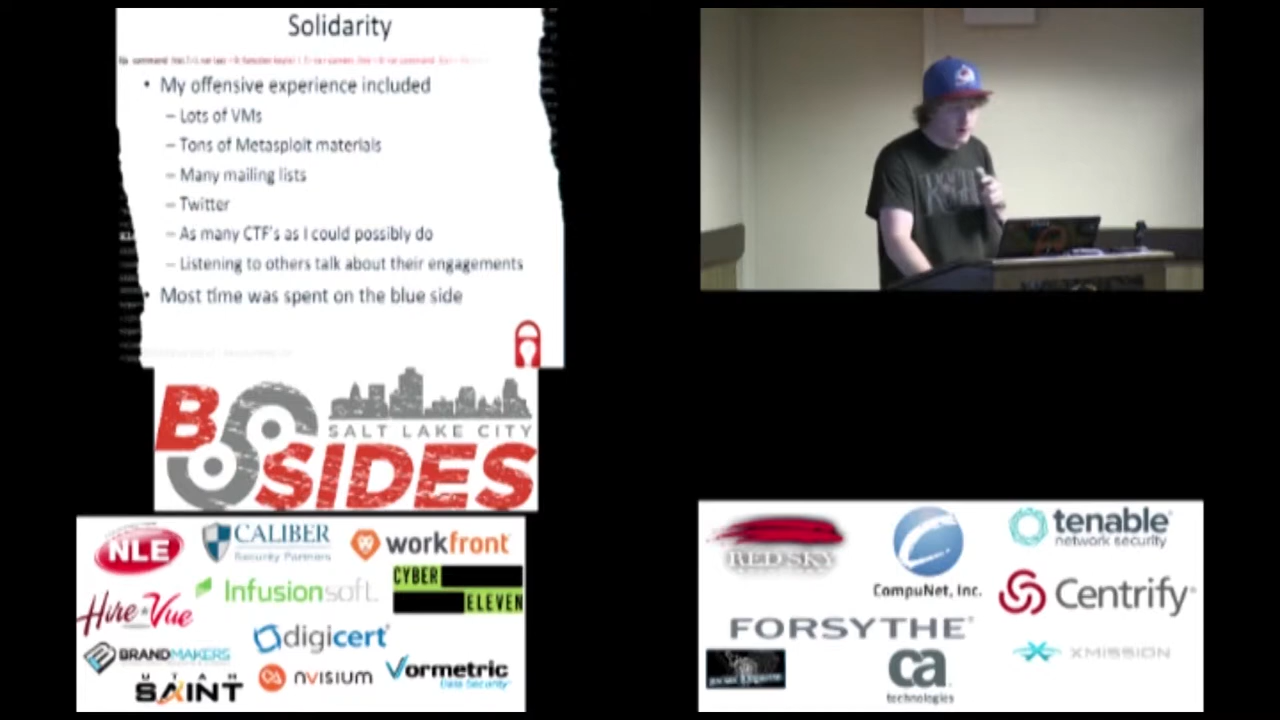 Solidarity
• My offensive experience included
– Lots of VMs
– Tons of Metasploit materials
– Many mailing lists
– Twitter
– As many CTF's as I could possibly do
– Listening to others talk about their engagements
• Most time was spent on the blue side
SALT LAKE CITY
BSIDES
NLE
CALIBER
Security Partners
workfront
Infusionsoft.
CYBER
ELEVEN
Hire Vue
digicert
BRANDMAKERS
UTAH
SAINT
nvisium
Vormetric
Data Security
RED SKY
CompuNet, Inc.
tenable
network security
Centrify
FORSYTHE
ca
technologies
XMISSION